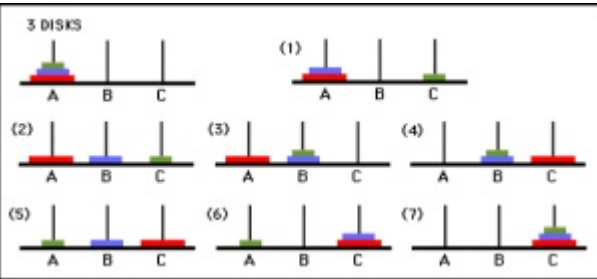 3 DISKS
A B C
(1)
A B C
(2)
A B C
(3)
A B C
(4)
A B C
(5)
A B C
(6)
A B C
(7)
A B C